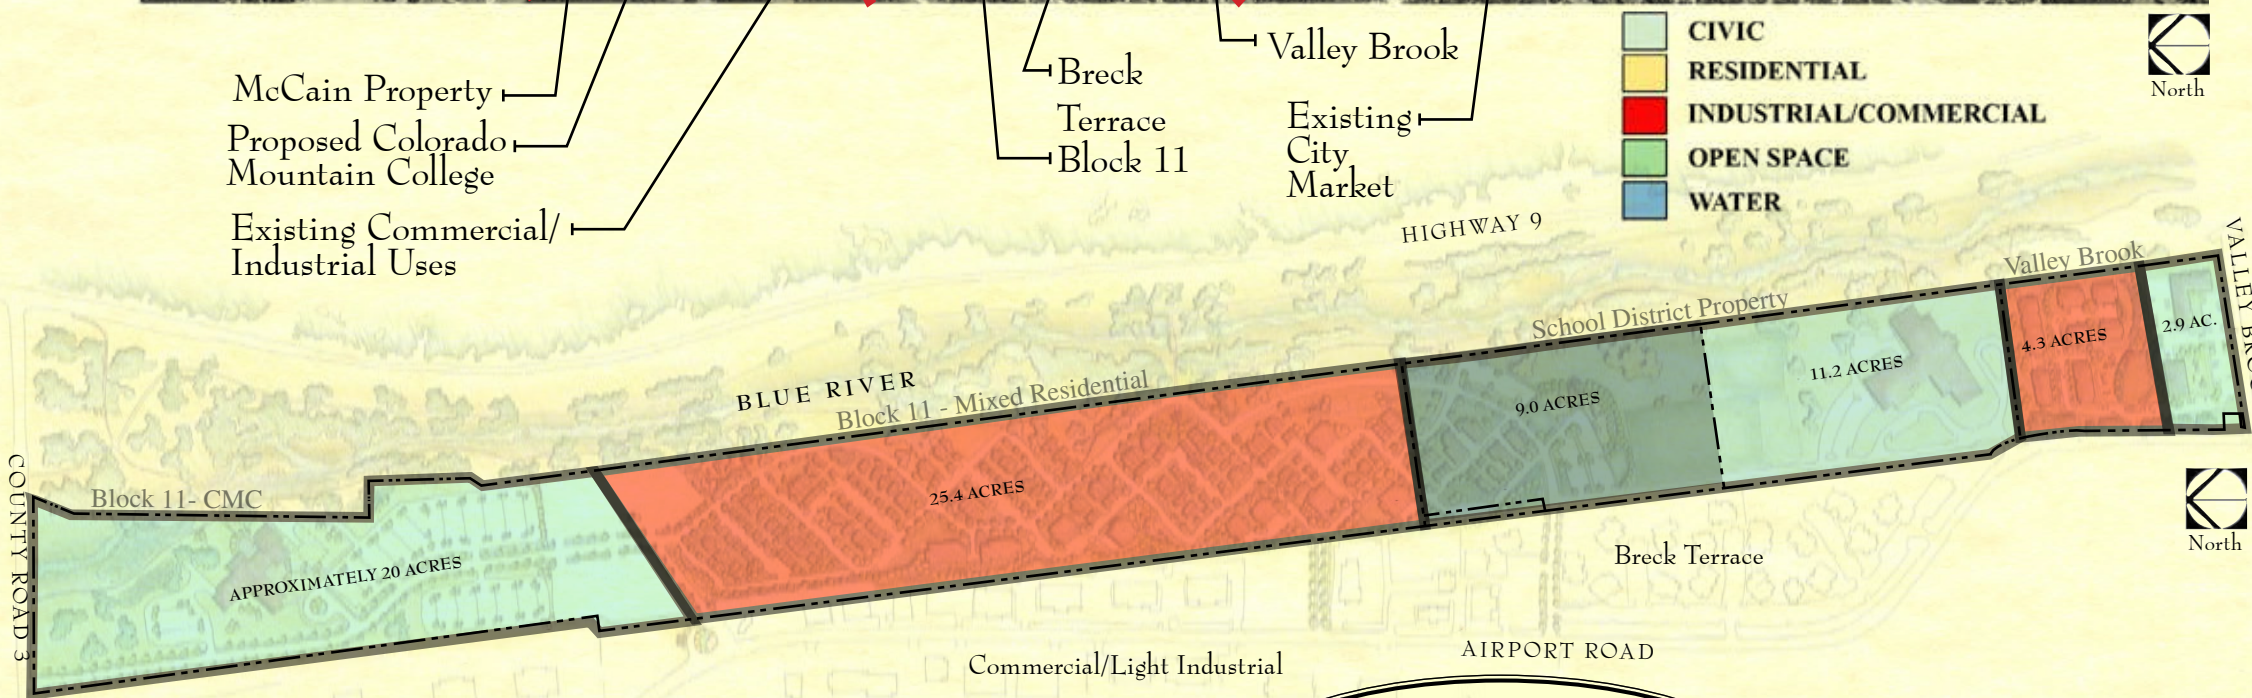 McCain Property
Proposed Colorado
Mountain College
Existing Commercial/
Industrial Uses
Breck
Terrace
Block 11
Valley Brook
Existing
City
Market
CIVIC
RESIDENTIAL
INDUSTRIAL/COMMERCIAL
OPEN SPACE
WATER
North
HIGHWAY 9
Valley Brook
School District Property
BLUE RIVER
Block 11 - Mixed Residential
Block 11- CMC
COUNTY ROAD 3
APPROXIMATELY 20 ACRES
25.4 ACRES
9.0 ACRES
11.2 ACRES
4.3 ACRES
2.9 AC.
VALLEY
North
Breck Terrace
AIRPORT ROAD
Commercial/Light Industrial